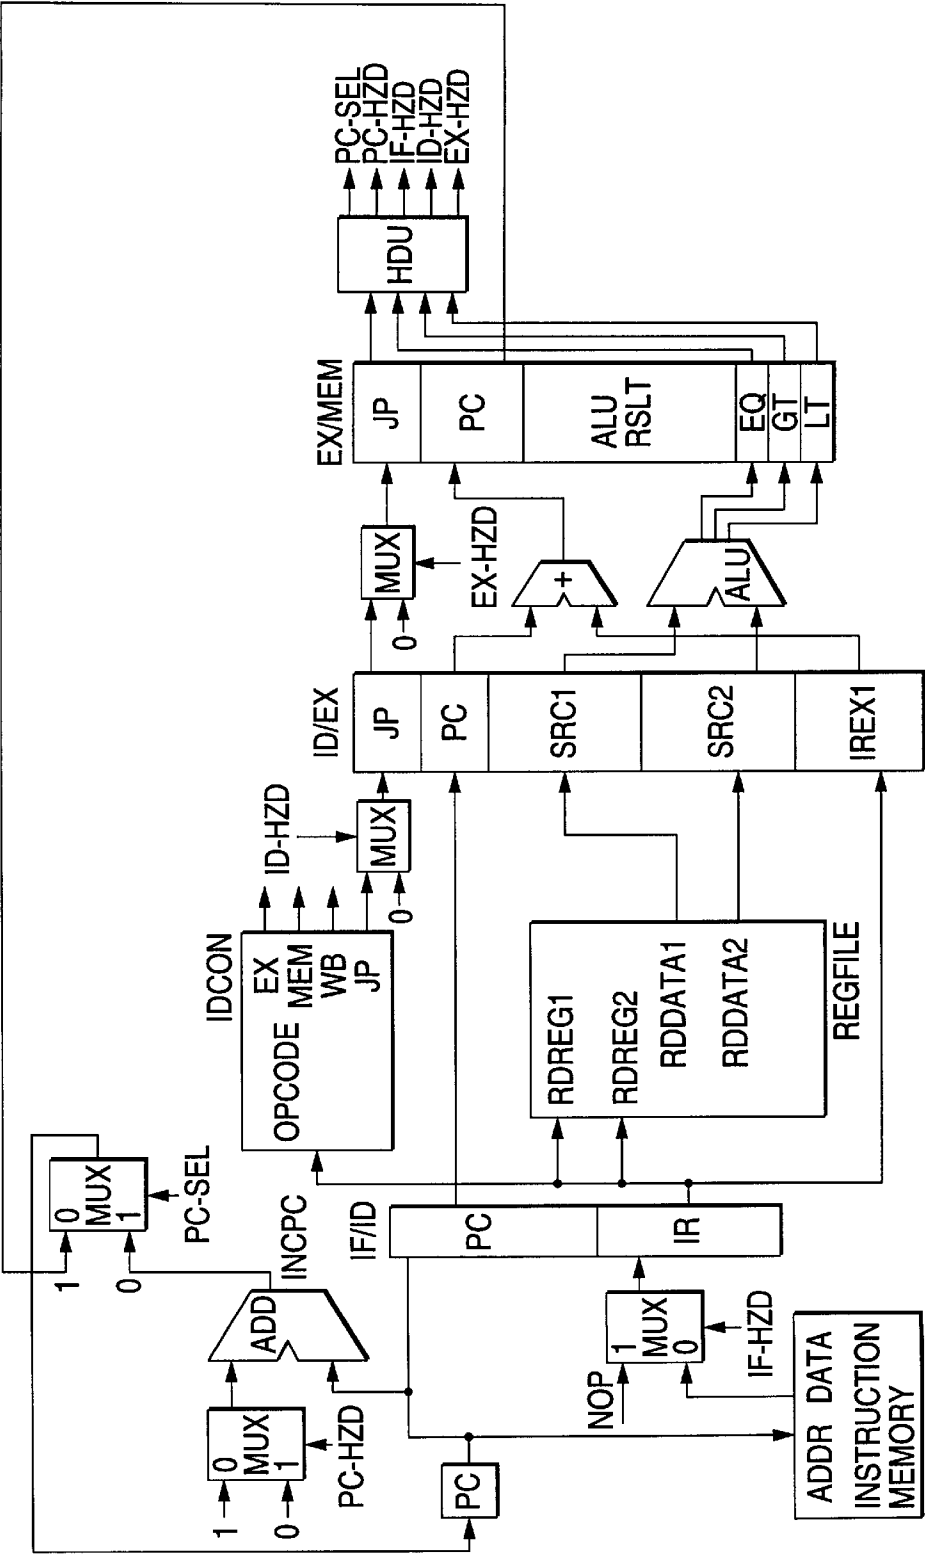 PC-SEL
PC-HZD
IF-HZD
ID-HZD
EX-HZD
HDU
EX/MEM
JP
PC
ALU
RSLT
EQ
GT
LT
MUX
0
EX-HZD
+
ALU
ID/EX
JP
PC
SRC1
SRC2
IREX1
ID-HZD
MUX
0
IDCON
OPCODE
EX
MEM
WB
JP
RDREG1
RDREG2
RDDATA1
RDDATA2
REGFILE
0
MUX
1
1
0
PC-SEL
INCPC
ADD
IF/ID
PC
IR
1
MUX
0
NOP
IF-HZD
0
MUX
1
1
0
PC-HZD
PC
ADDR DATA
INSTRUCTION
MEMORY